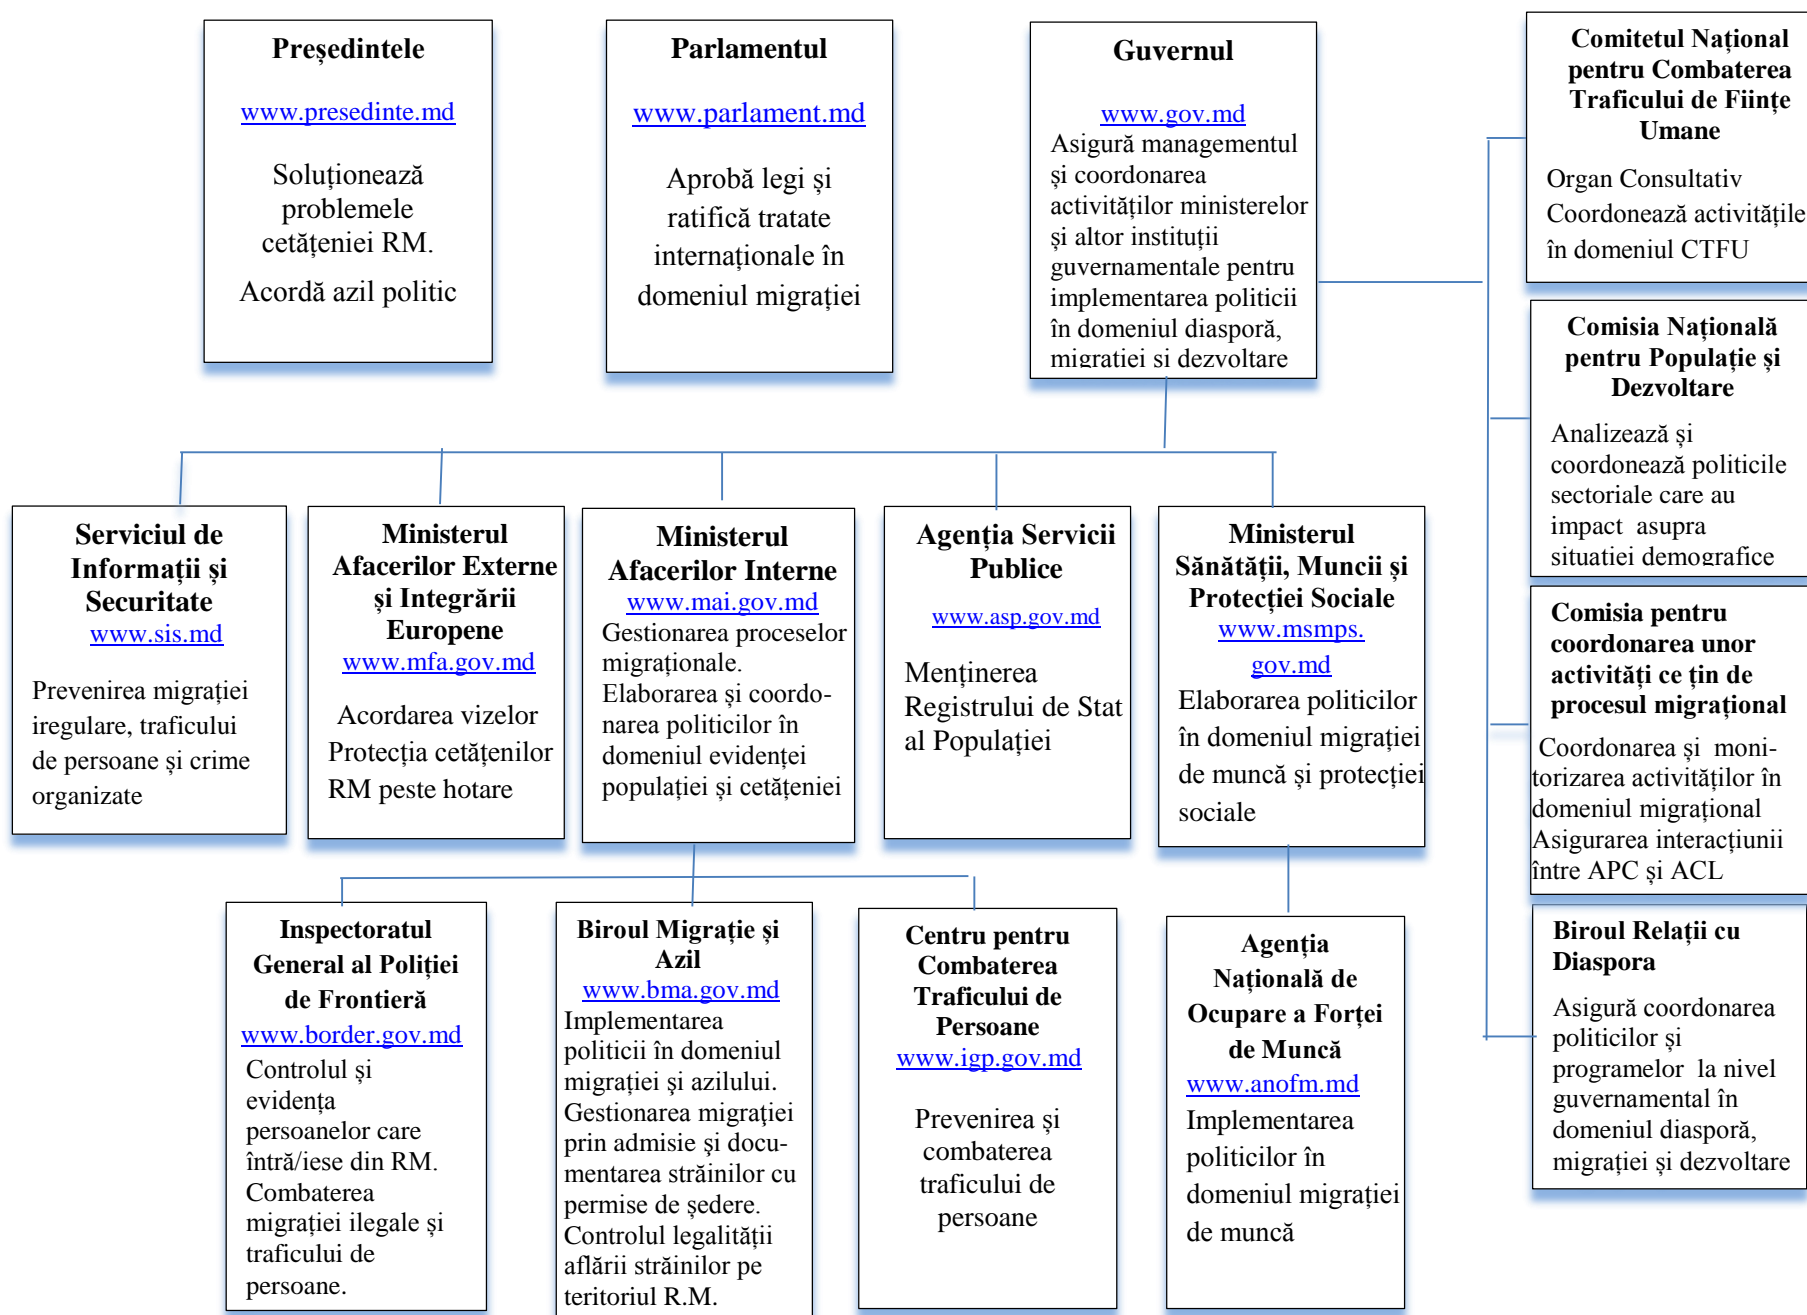 Președintele
www.presedinte.md
Soluționează
problemele
cetățeniei RM.
Acordă azil politic
Parlamentul
www.parlament.md
Aprobă legi și
ratifică tratate
internaționale în
domeniul migrației
Guvernul
www.gov.md
Asigură managementul
și coordonarea
activităților ministerelor
și altor instituții
guvernamentale pentru
implementarea politicii
în domeniul diasporă,
migrației si dezvoltare
Comitetul Național
pentru Combaterea
Traficului de Ființe
Umane
Organ Consultativ
Coordonează activitățile
în domeniul CTFU
Comisia Națională
pentru Populație și
Dezvoltare
Analizează și
coordonează politicile
sectoriale care au
impact asupra
situatiei demografice
Comisia pentru
coordonarea unor
activități ce țin de
procesul migrațional
Coordonarea și moni-
torizarea activităților în
domeniul migrațional
Asigurarea interacțiunii
între APC și ACL
Biroul Relații cu
Diaspora
Asigură coordonarea
politicilor și
programelor la nivel
guvernamental în
domeniul diasporă,
migrației și dezvoltare
Serviciul de
Informații și
Securitate
www.sis.md
Prevenirea migrației
iregulare, traficului
de persoane și crime
organizate
Ministerul
Afacerilor Externe
și Integrării
Europene
www.mfa.gov.md
Acordarea vizelor
Protecția cetățenilor
RM peste hotare
Ministerul
Afacerilor Interne
www.mai.gov.md
Gestionarea proceselor
migraționale.
Elaborarea și coordo-
narea politicilor în
domeniul evidenței
populației și cetățeniei
Agenția Servicii
Publice
www.asp.gov.md
Menținerea
Registrului de Stat
al Populației
Ministerul
Sănătății, Muncii și
Protecției Sociale
www.msmps.
gov.md
Elaborarea politicilor
în domeniul migrației
de muncă și protecției
sociale
Inspectoratul
General al Poliției
de Frontieră
www.border.gov.md
Controlul și
evidența
persoanelor care
întră/iese din RM.
Combaterea
migrației ilegale și
traficului de
persoane.
Biroul Migrație și
Azil
www.bma.gov.md
Implementarea
politicii în domeniul
migrației şi azilului.
Gestionarea migraţiei
prin admisie şi docu-
mentarea străinilor cu
permise de ședere.
Controlul legalității
aflării străinilor pe
teritoriul R.M.
Centru pentru
Combaterea
Traficului de
Persoane
www.igp.gov.md
Prevenirea și
combaterea
traficului de
persoane
Agenția
Națională de
Ocupare a Forței
de Muncă
www.anofm.md
Implementarea
politicilor în
domeniul migrației
de muncă